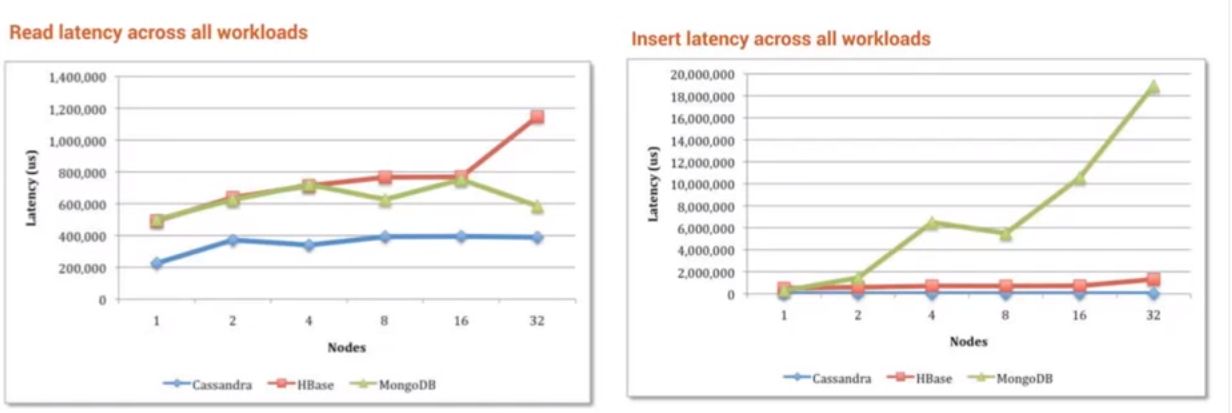 Read latency across all workloads
1,400,000
1,200,000
1,000,000
800,000
600,000
400,000
200,000
0
Latency (us)
1 2 4 8 16 32
Nodes
Cassandra HBase MongoDB
Insert latency across all workloads
20,000,000
18,000,000
16,000,000
14,000,000
12,000,000
10,000,000
8,000,000
6,000,000
4,000,000
2,000,000
0
Latency (us)
1 2 4 8 16 32
Nodes
Cassandra HBase MongoDB